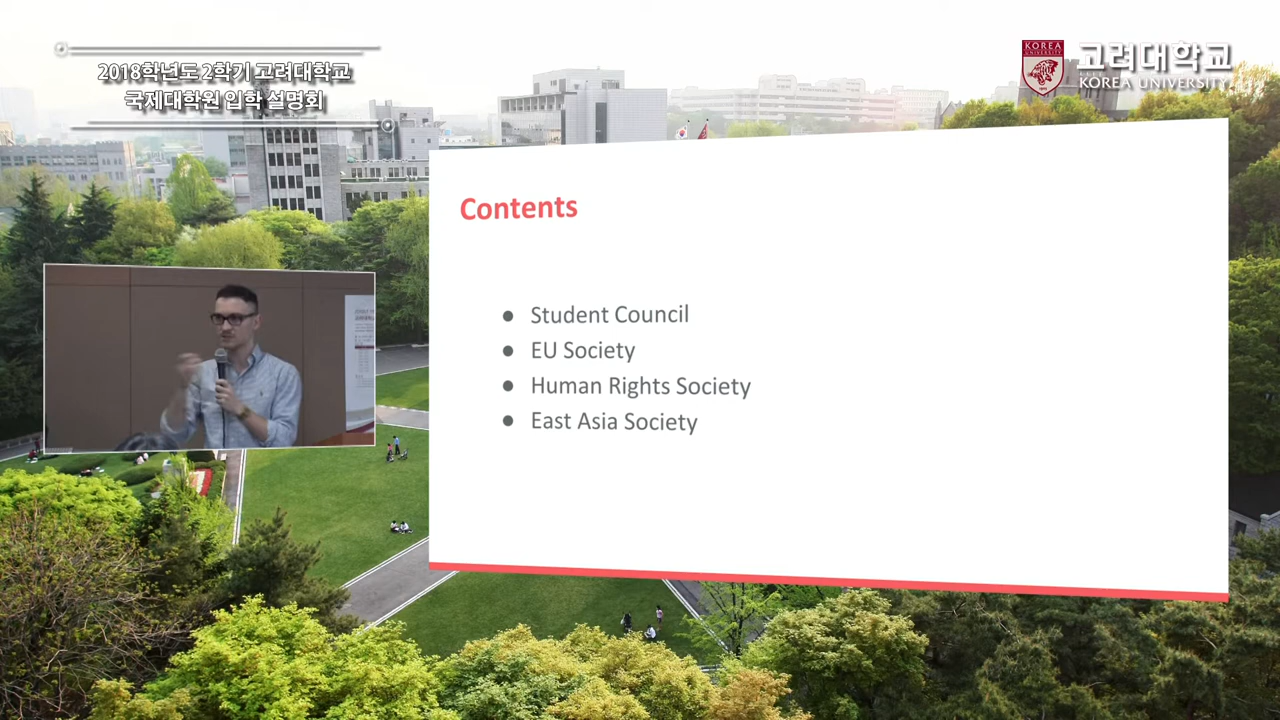 2018학년도 2학기 고려대학교
국제대학원 입학 설명회
KOREA
UNIVERSITY
1905
고려대학교
KOREA UNIVERSITY
Contents
● Student Council
● EU Society
● Human Rights Society
● East Asia Society